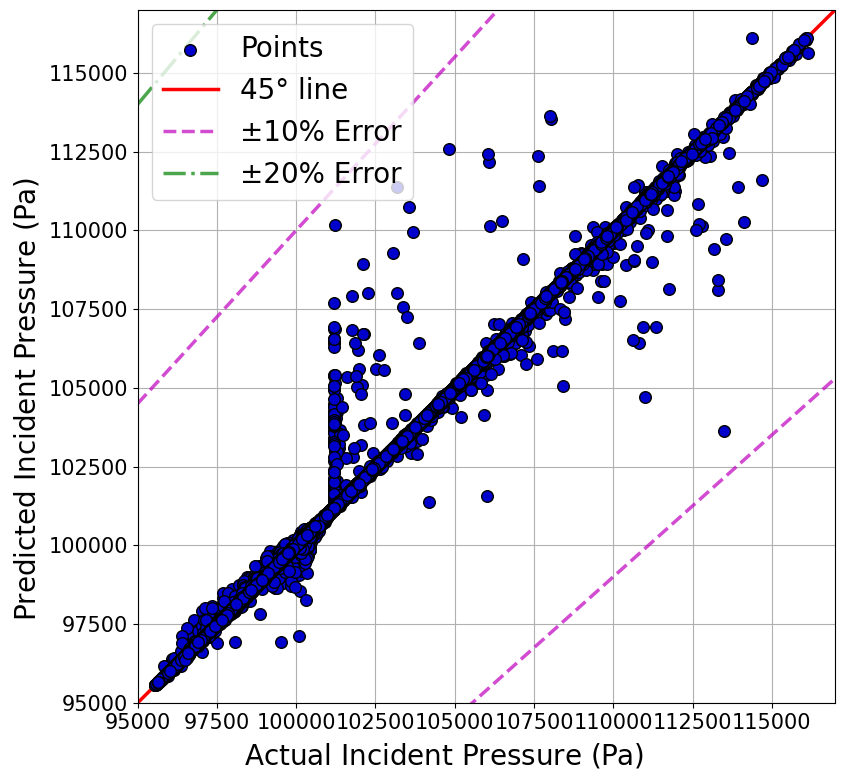 Points
45° line
±10% Error
±20% Error
Predicted Incident Pressure (Pa)
115000
112500
110000
107500
105000
102500
100000
97500
95000
95000 97500 100000 102500 105000 107500 110000 112500 115000
Actual Incident Pressure (Pa)